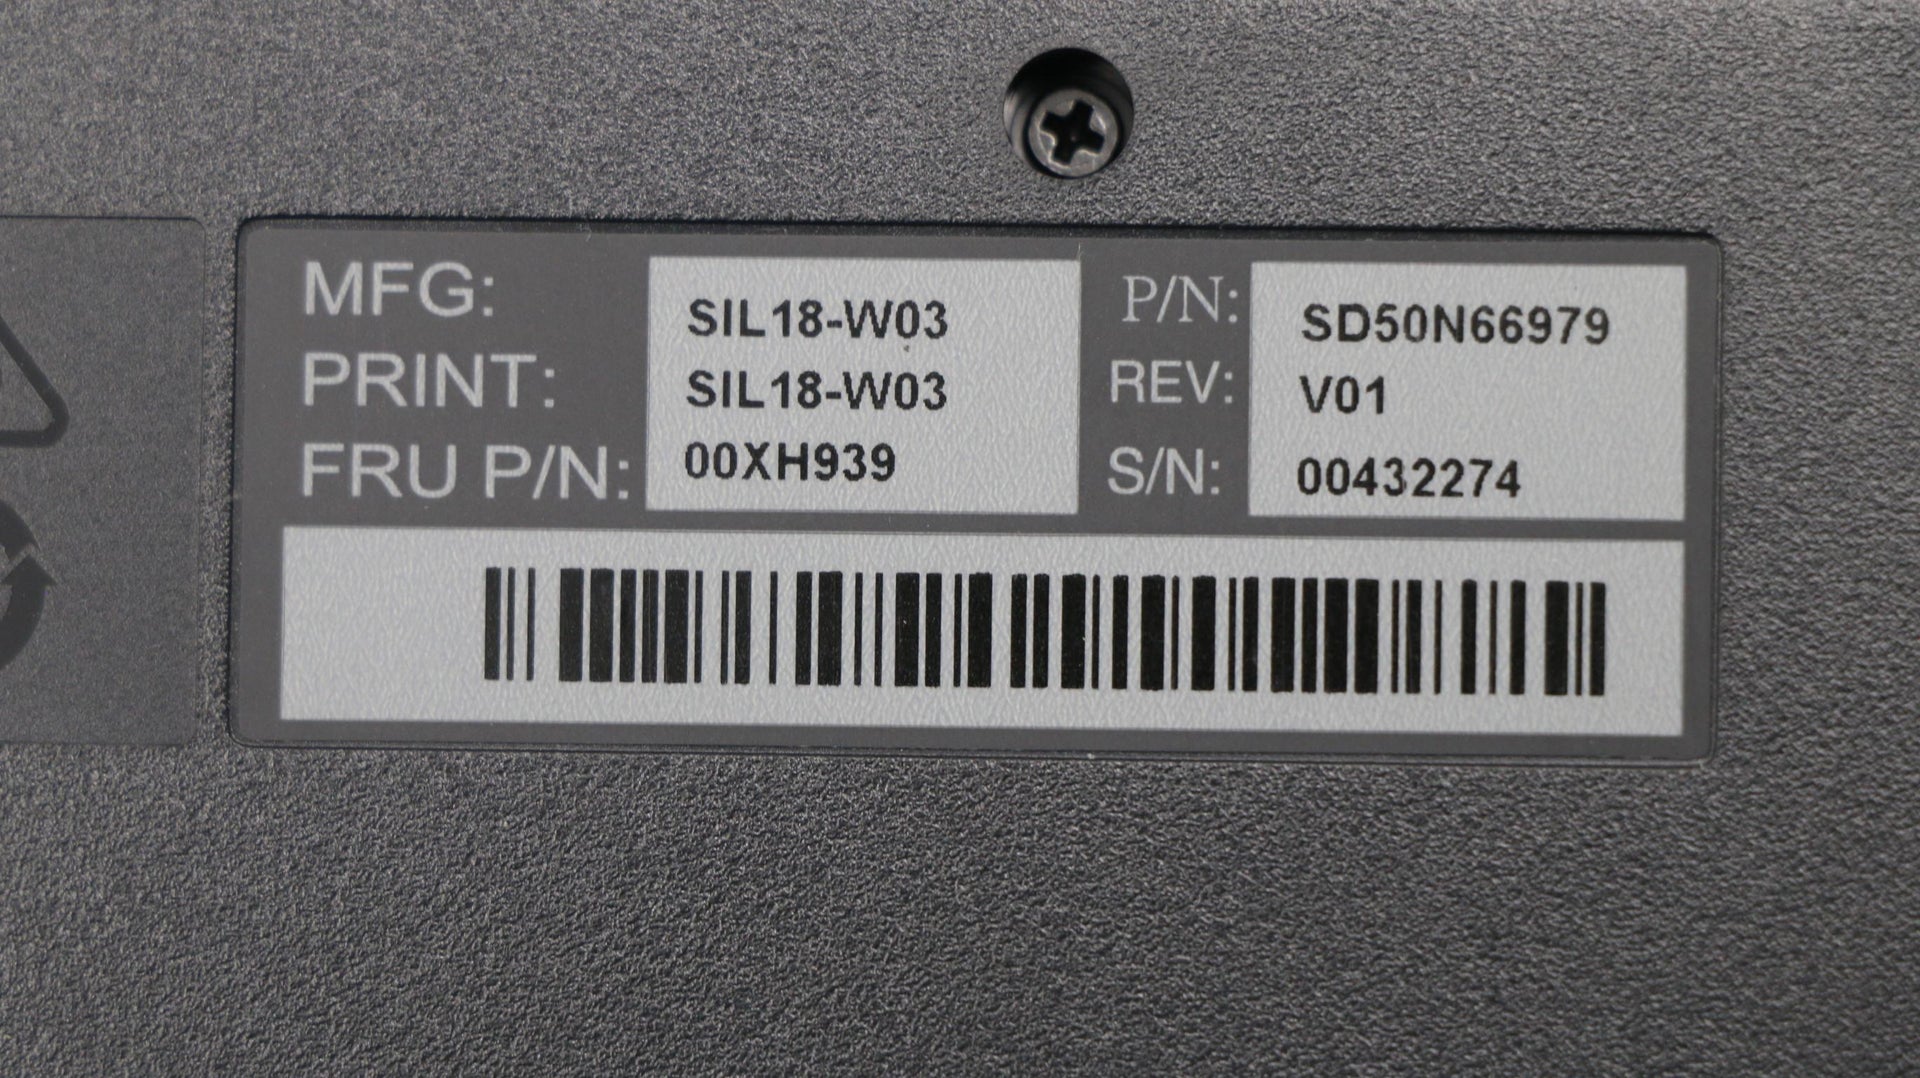 MFG: SIL18-W03 P/N: SD50N66979
PRINT: SIL18-W03 REV: V01
FRU P/N: 00XH939 S/N: 00432274